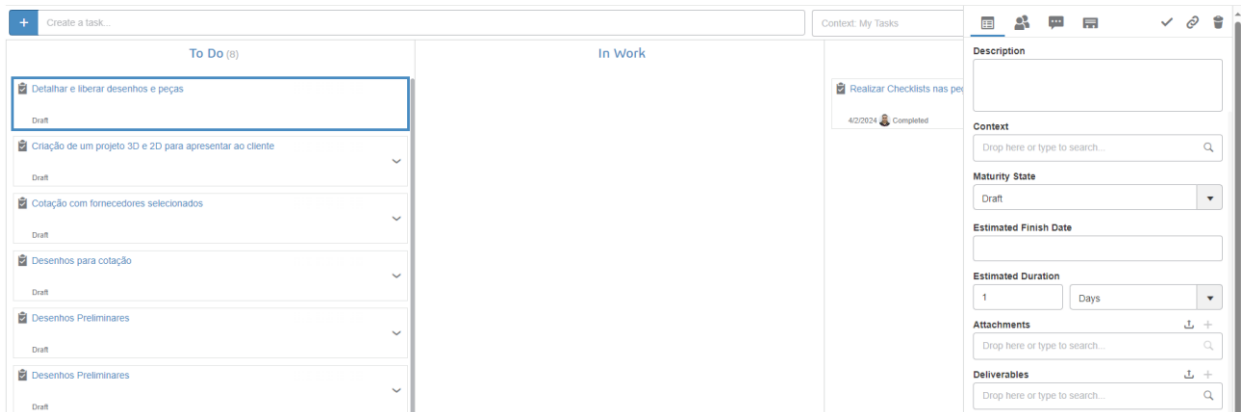 + Create a task...
Context: My Tasks
To Do (8)
In Work
Detalhar e liberar desenhos e peças
Draft
Criação de um projeto 3D e 2D para apresentar ao cliente
Draft
Cotação com fornecedores selecionados
Draft
Desenhos para cotação
Draft
Desenhos Preliminares
Draft
Desenhos Preliminares
Draft
Realizar Checklists nas
4/2/2024 Completed
Description
Context
Drop here or type to search...
Maturity State
Draft
Estimated Finish Date
Estimated Duration
1 Days
Attachments
Drop here or type to search...
Deliverables
Drop here or type to search...